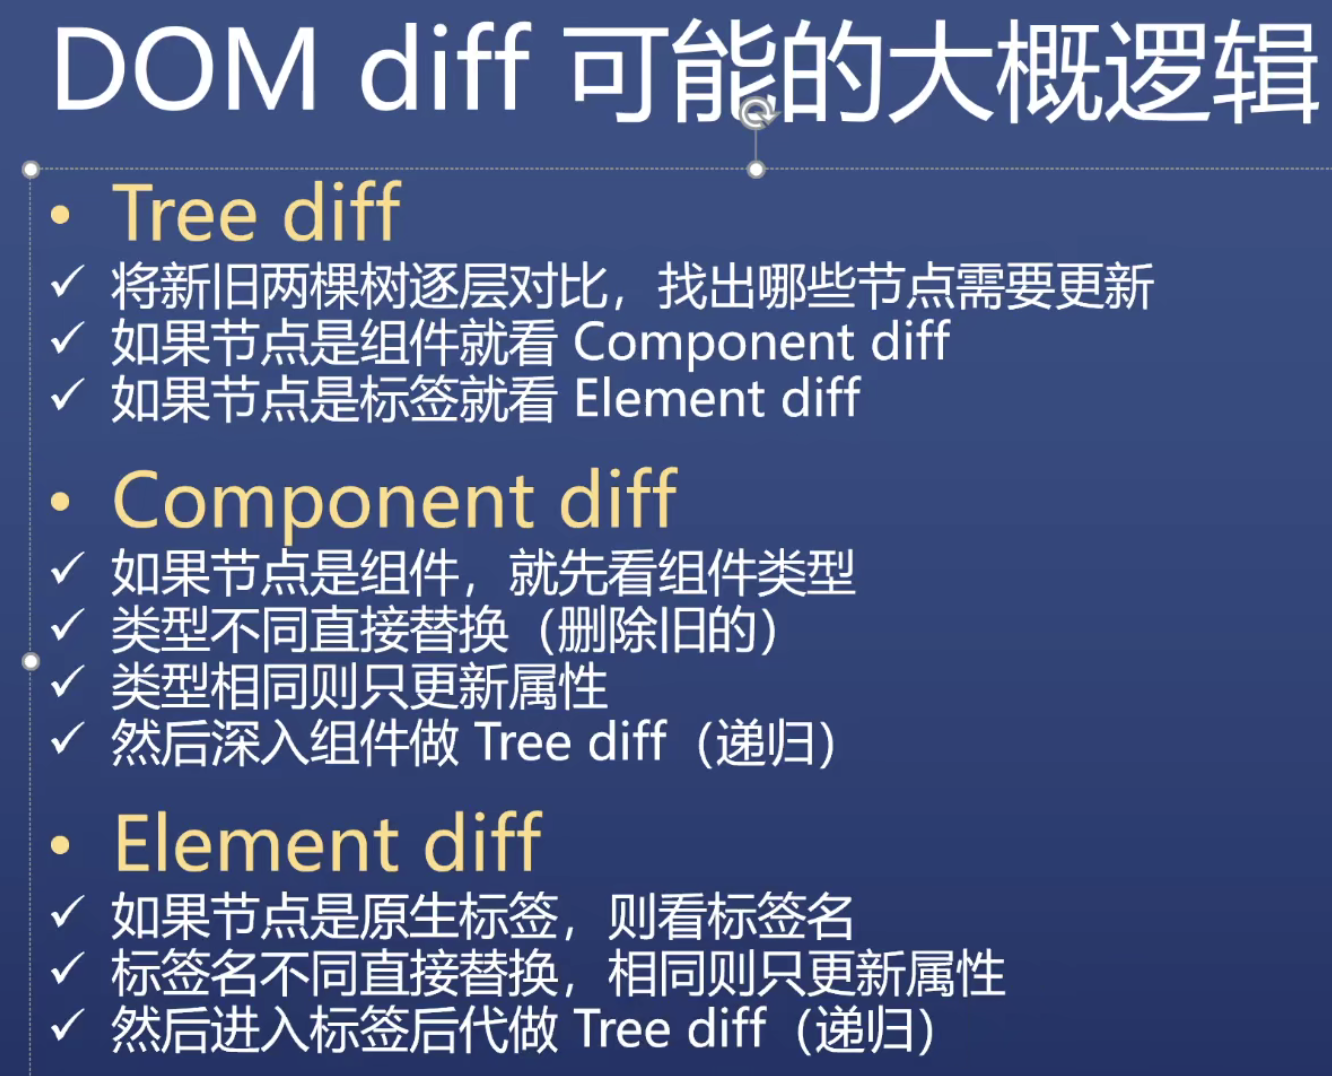 DOM diff 可能的大概逻辑
• Tree diff
✓ 将新旧两棵树逐层对比，找出哪些节点需要更新
✓ 如果节点是组件就看 Component diff
✓ 如果节点是标签就看 Element diff
• Component diff
✓ 如果节点是组件，就先看组件类型
✓ 类型不同直接替换（删除旧的）
✓ 类型相同则只更新属性
✓ 然后深入组件做 Tree diff（递归）
• Element diff
✓ 如果节点是原生标签，则看标签名
✓ 标签名不同直接替换，相同则只更新属性
✓ 然后进入标签后代做 Tree diff（递归）